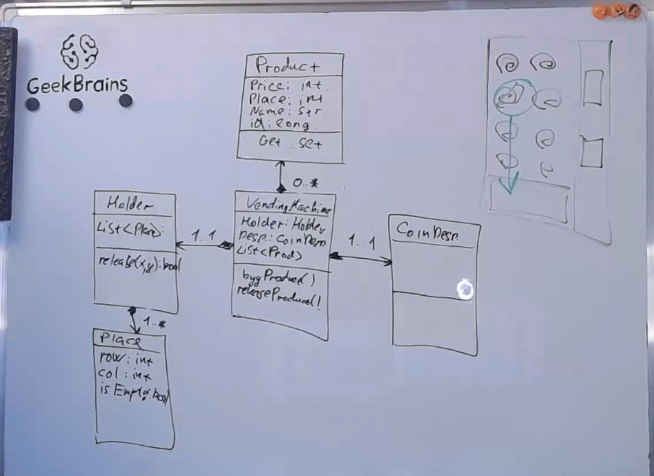 GeekBrains
Product
Price: int
Place: int
Name: Str
id: long
Get Set
0..*
Holder
List<Place>
release(x,y):bool
1..1
VendingMachine
Holder: Holder
Desp: CoinDesp
List<Prod>
buyProduct()
releaseProduct()
1..1
CoinDesp
1..*
Place
row: int
col: int
isEmpty: bool